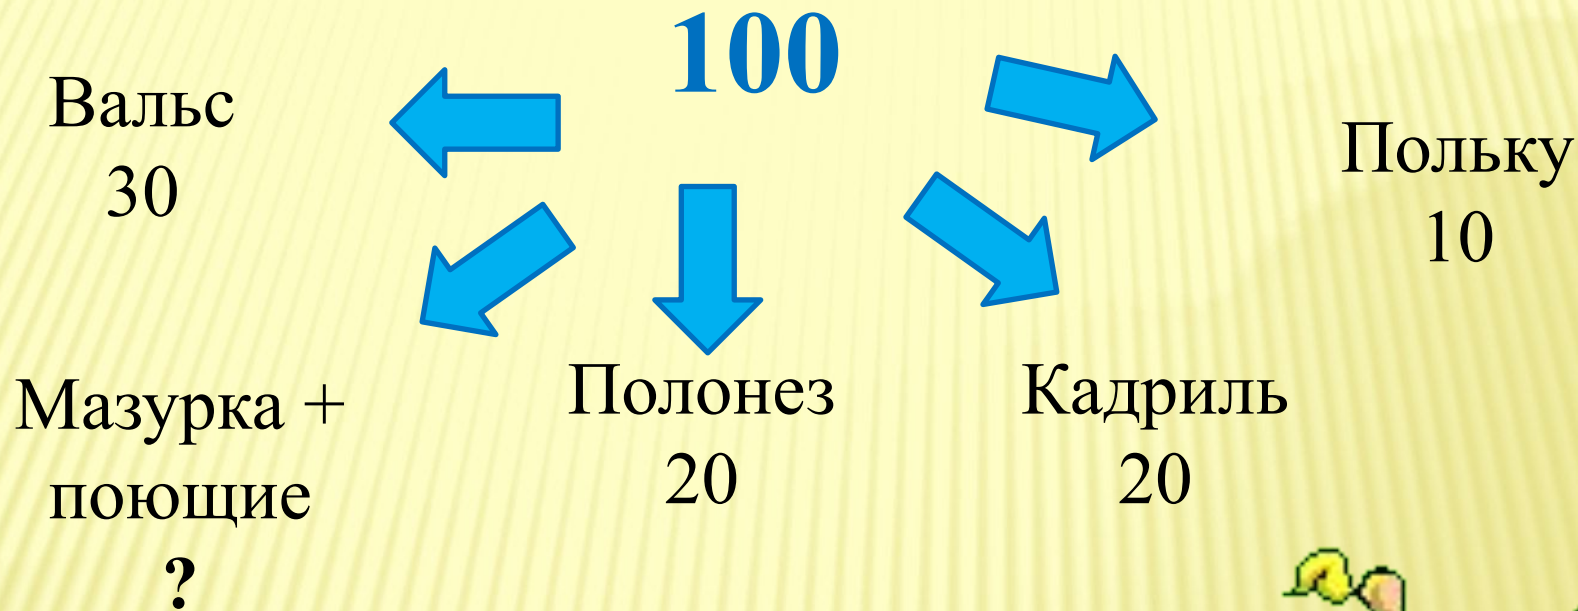 100
Вальс
30
Польку
10
Мазурка +
поющие
?
Полонез
20
Кадриль
20